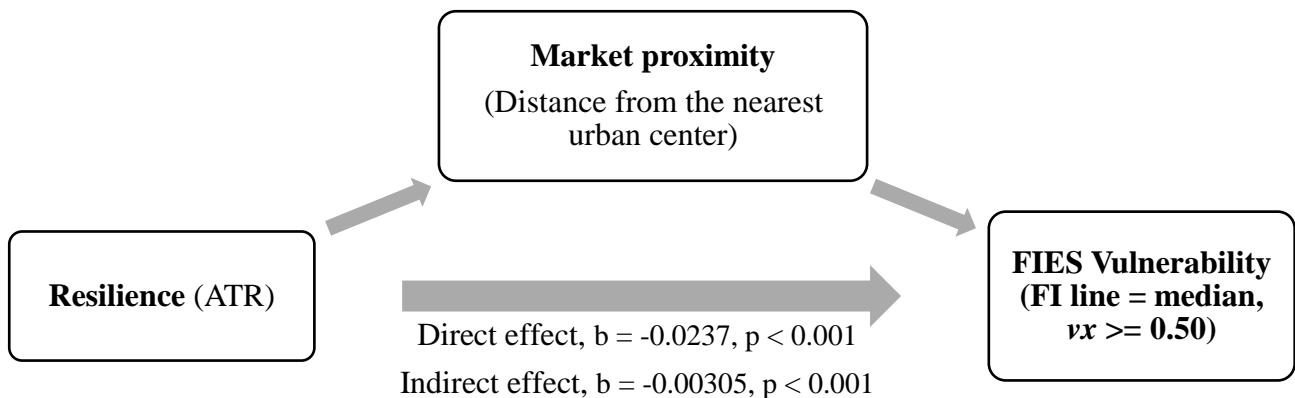 Market proximity
(Distance from the nearest
urban center)
Resilience (ATR)
FIES Vulnerability
(FI line = median,
vx >= 0.50)
Direct effect, b = -0.0237, p < 0.001
Indirect effect, b = -0.00305, p < 0.001